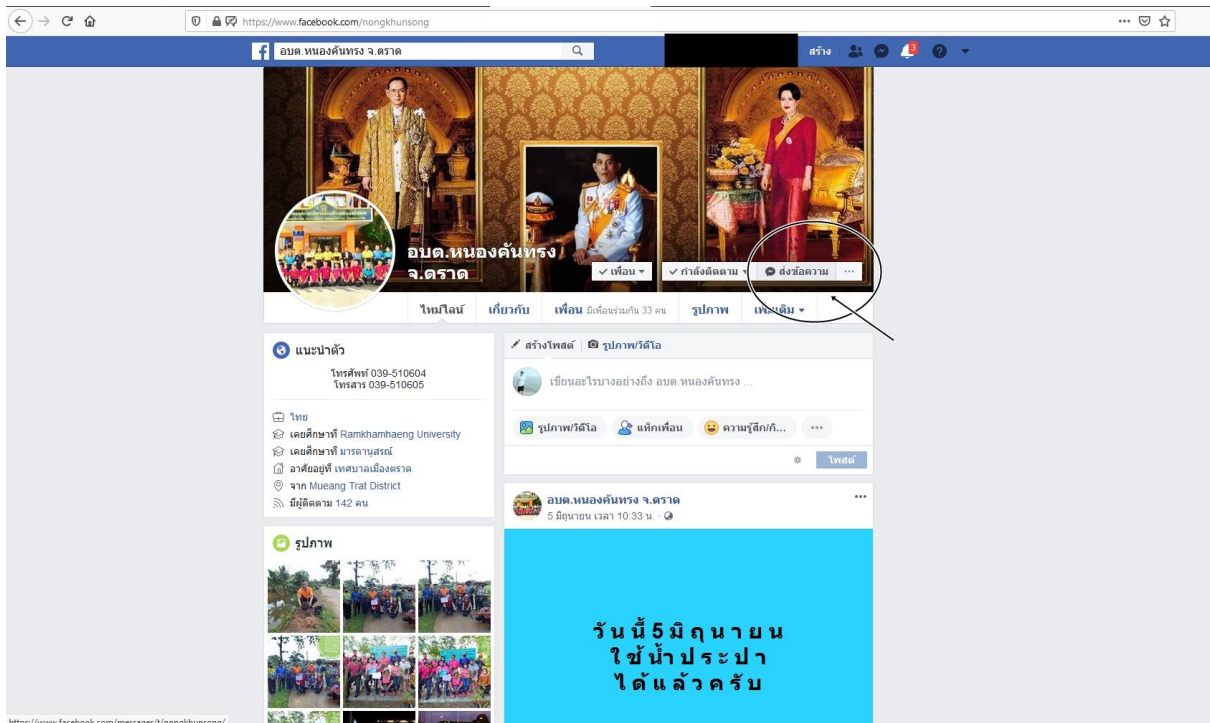 https://www.facebook.com/nongkhunsong
อบต.หนองคันทรง จ.ตราด
สร้าง
3
อบต.หนองคันทรง
จ.ตราด
เพื่อน
กำลังติดตาม
ส่งข้อความ
ไทม์ไลน์ เกี่ยวกับ เพื่อน มีเพื่อนร่วมกัน 33 คน รูปภาพ เพิ่มเติม
แนะนำตัว
โทรศัพท์ 039-510604
โทรสาร 039-510605
ไทย
เคยศึกษาที่ Ramkhamhaeng University
เคยศึกษาที่ มารดานุสรณ์
อาศัยอยู่ที่ เทศบาลเมืองตราด
จาก Mueang Trat District
มีผู้ติดตาม 142 คน
รูปภาพ
สร้างโพสต์ รูปภาพ/วิดีโอ
เขียนอะไรบางอย่างถึง อบต.หนองคันทรง ...
รูปภาพ/วิดีโอ แท็กเพื่อน ความรู้สึก/กิ...
โพสต์
อบต.หนองคันทรง จ.ตราด
5 มิถุนายน เวลา 10:33 น.
วันนี้5มิถุนายน
ใช้น้ำประปา
ได้แล้วครับ
https://www.facebook.com/messages/t/nongkhunsong/